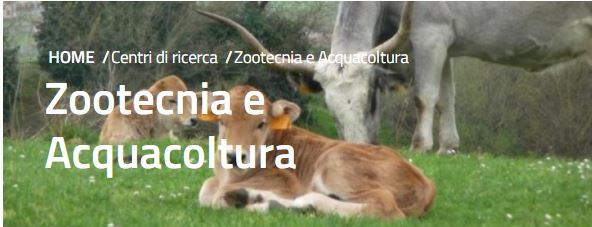 HOME / Centri di ricerca / Zootecnia e Acquacoltura
Zootecnia e
Acquacoltura